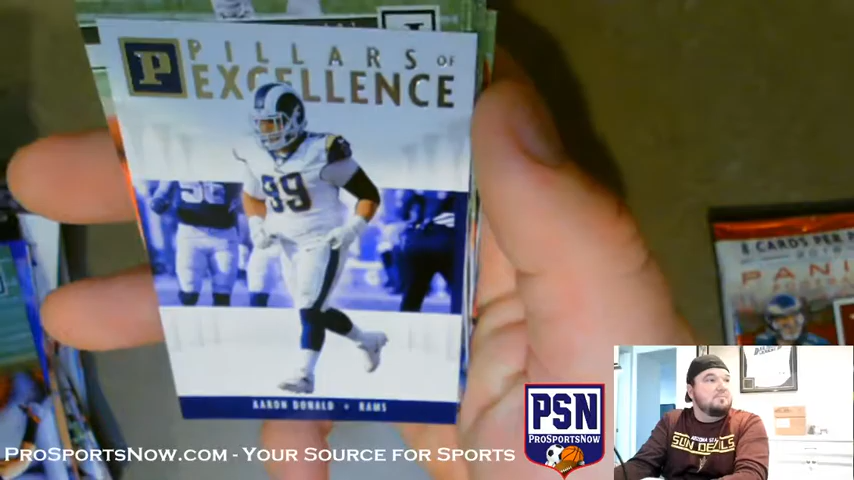 P
PILLARS OF
EXCELLENCE
99
AARON DONALD • RAMS
8 CARDS PER
PANI
ProSportsNow.com - Your Source for Sports
PSN
ProSportsNow
SUN DEVILS